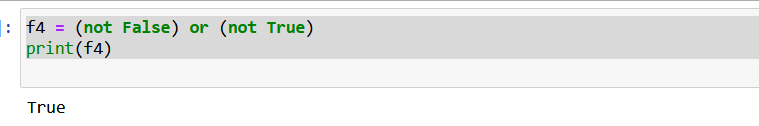 ]: f4 = (not False) or (not True)
print(f4)
True